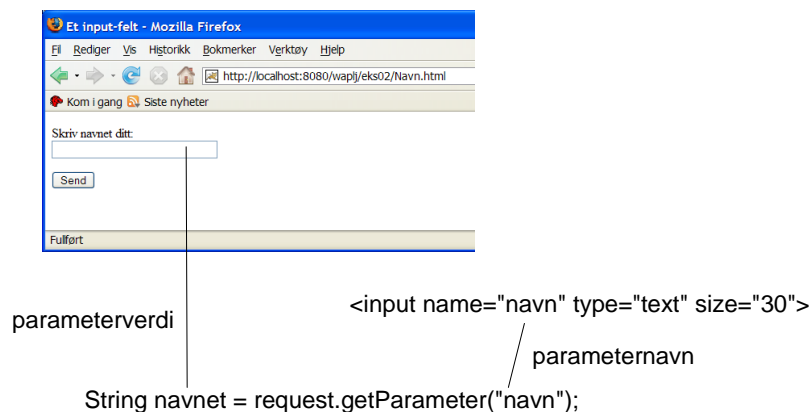 Et input-felt - Mozilla Firefox
Fil Rediger Vis Historikk Bokmerker Verktøy Hjelp
http://localhost:8080/waplj/eks02/Navn.html
Kom i gang Siste nyheter
Skriv navnet ditt:
Send
Fullført
<input name="navn" type="text" size="30">
parameterverdi
parameternavn
String navnet = request.getParameter("navn");